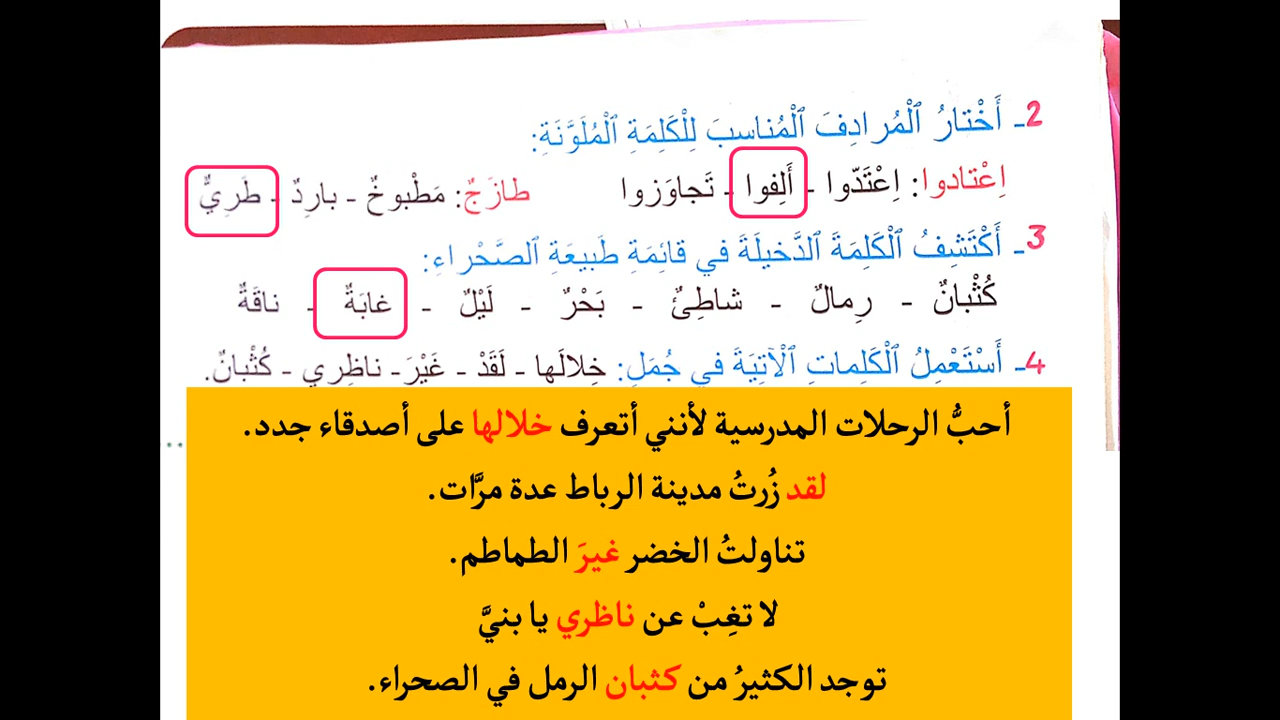 2- أَخْتارُ ٱلْمُرادِفَ ٱلْمُناسِبَ لِلْكَلِمَةِ ٱلْمُلَوَّنَةِ:
اِعْتادوا: اِعْتَدّوا - أَلِفوا - تَجاوَزوا طازَجٌ: مَطْبوخٌ - بارِدٌ - طَرِيٌّ
3- أَكْتَشِفُ ٱلْكَلِمَةَ ٱلدَّخيلَةَ في قائِمَةِ طَبيعَةِ ٱلصَّحْراءِ:
كُثْبانٌ - رِمالٌ - شاطِئٌ - بَحْرٌ - لَيْلٌ - غابَةٌ - ناقَةٌ
4- أَسْتَعْمِلُ ٱلْكَلِماتِ ٱلْآتِيَةَ في جُمَلٍ: خِلالَها - لَقَدْ - غَيْرَ - ناظِري - كُثْبانٌ.
أحبُّ الرحلات المدرسية لأنني أتعرف خلالها على أصدقاء جدد.
لقد زُرتُ مدينة الرباط عدة مرَّات.
تناولتُ الخضر غيرَ الطماطم.
لا تغِبْ عن ناظري يا بنيَّ
توجد الكثيرُ من كثبان الرمل في الصحراء.